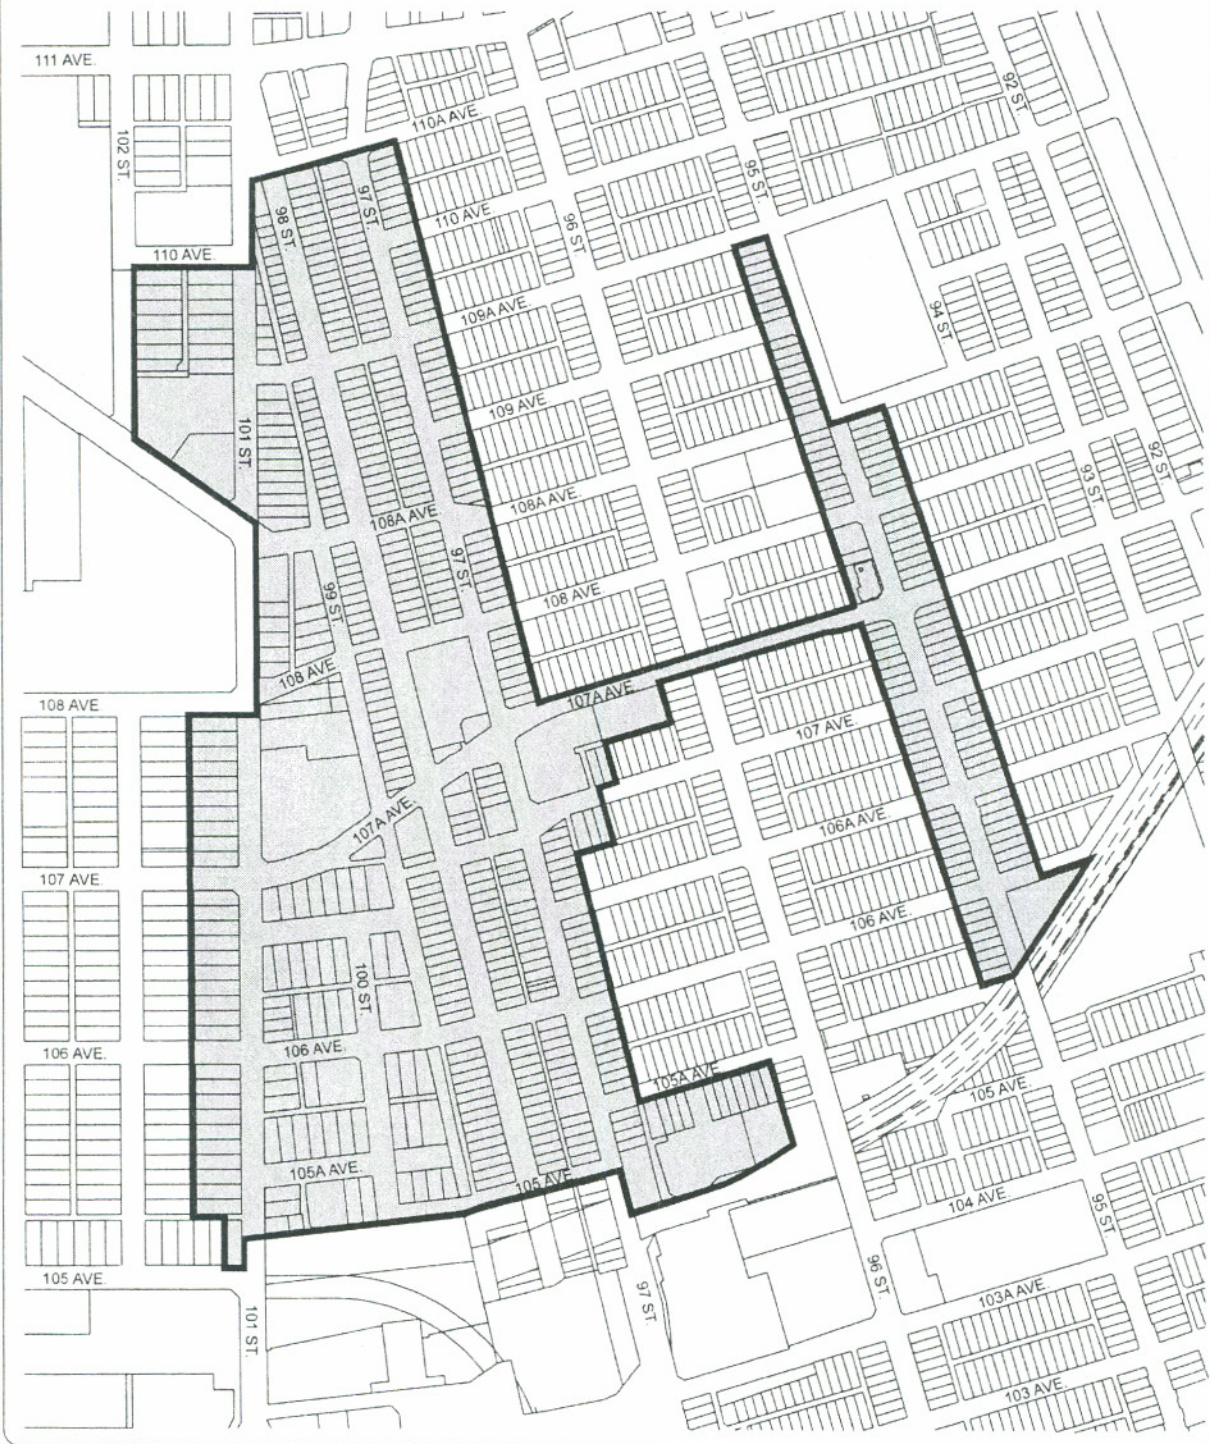 111 AVE.
92 ST.
110A AVE.
102 ST.
95 ST.
97 ST.
98 ST.
110 AVE.
96 ST.
110 AVE.
109A AVE.
94 ST.
109 AVE.
101 ST.
92 ST.
93 ST.
108A AVE.
108A AVE.
97 ST.
99 ST.
108 AVE.
108 AVE.
107A AVE.
108 AVE.
107 AVE.
107A AVE.
106A AVE.
107 AVE.
106 AVE.
100 ST.
106 AVE.
106 AVE.
105A AVE.
105 AVE.
105A AVE.
105 AVE.
104 AVE.
95 ST.
105 AVE.
96 ST.
97 ST.
103A AVE.
101 ST.
103 AVE.